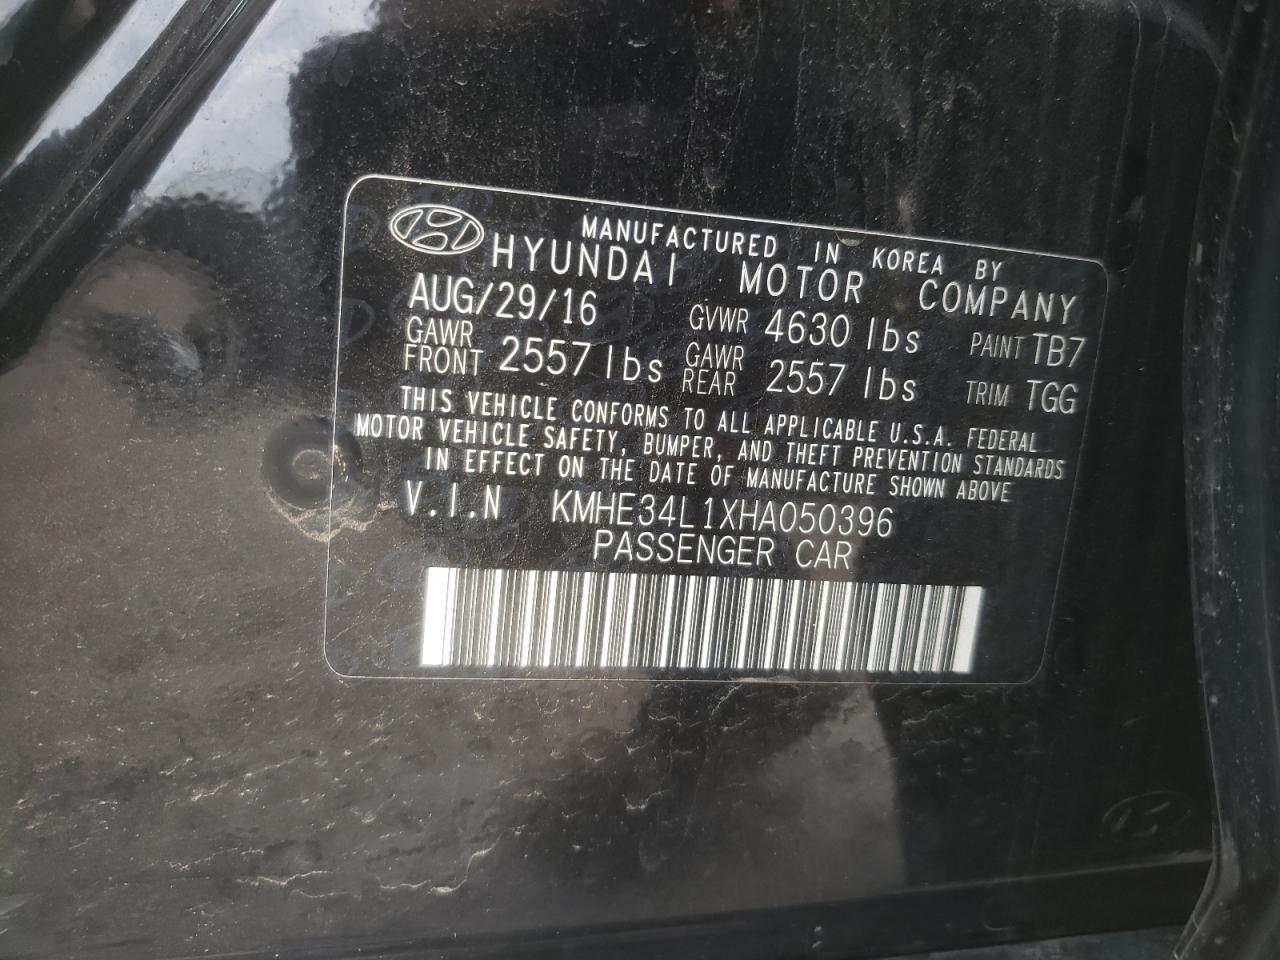 MANUFACTURED IN KOREA BY
HYUNDAI MOTOR COMPANY
AUG/29/16 GVWR 4630 lbs PAINT TB7
GAWR FRONT 2557 lbs GAWR REAR 2557 lbs TRIM TGG
THIS VEHICLE CONFORMS TO ALL APPLICABLE U.S.A. FEDERAL
MOTOR VEHICLE SAFETY, BUMPER, AND THEFT PREVENTION STANDARDS
IN EFFECT ON THE DATE OF MANUFACTURE SHOWN ABOVE
V.I.N KMHE34L1XHA050396
PASSENGER CAR